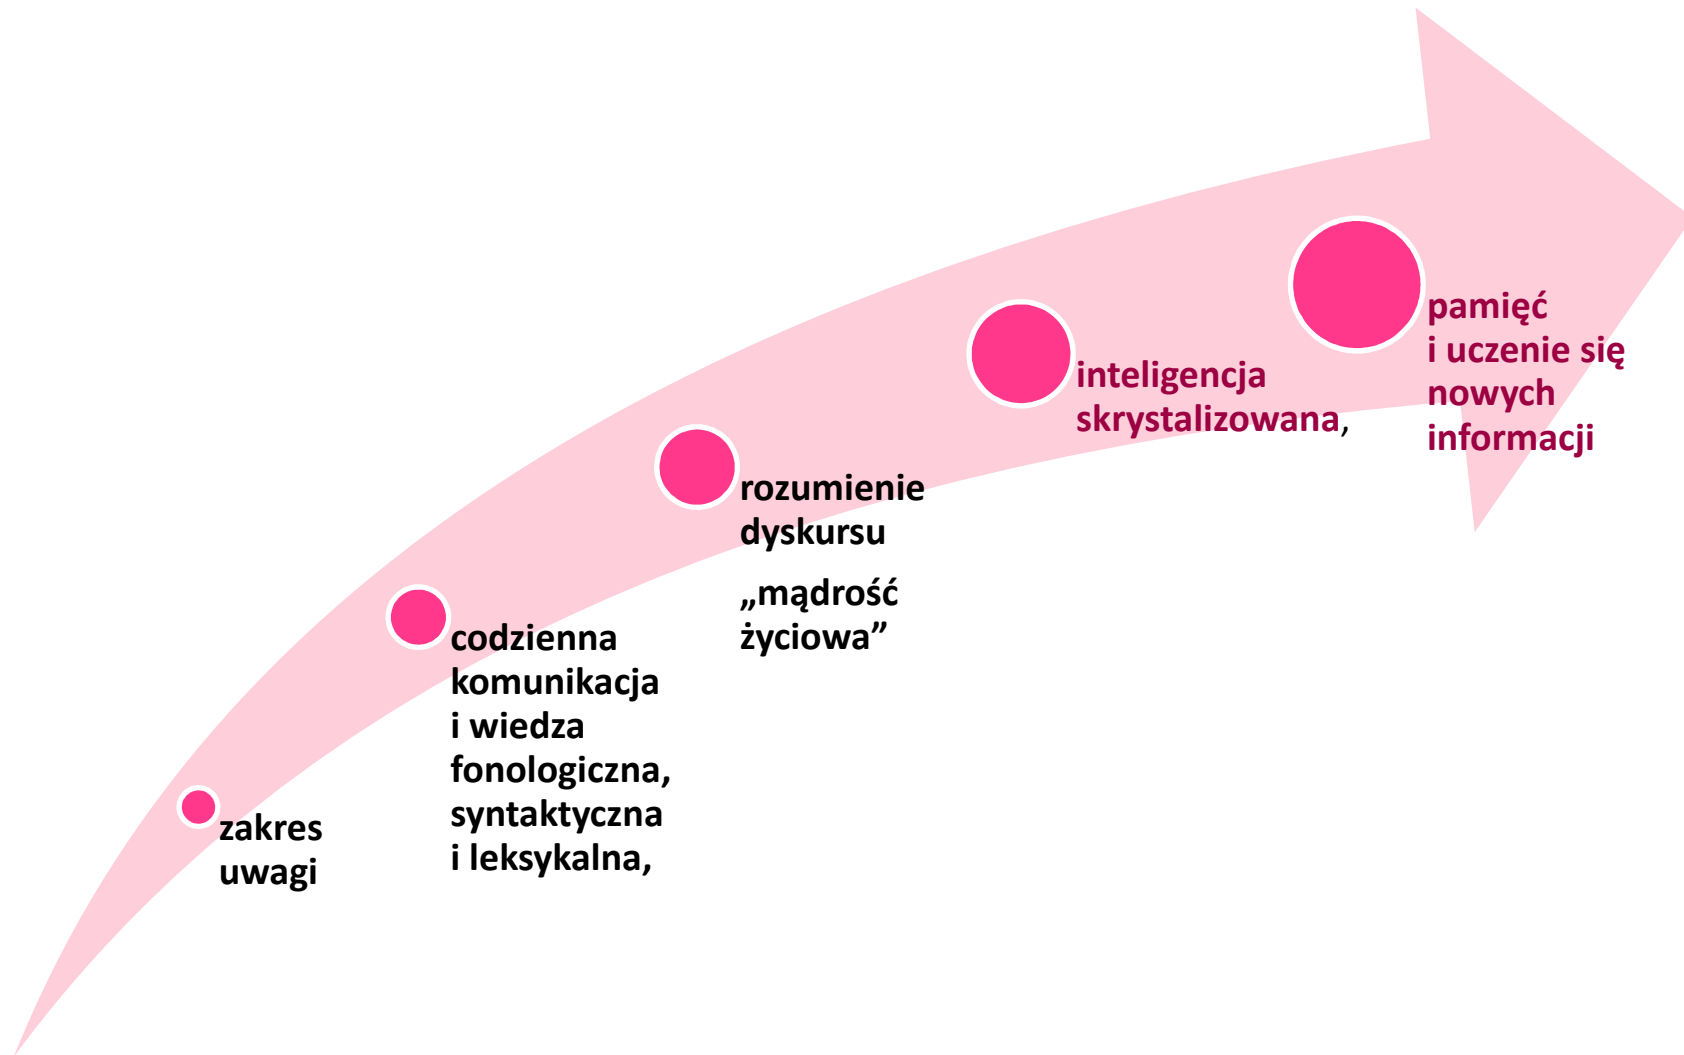 zakres
uwagi
codzienna
komunikacja
i wiedza
fonologiczna,
syntaktyczna
i leksykalna,
rozumienie
dyskursu
„mądrość
życiowa”
inteligencja
skrystalizowana,
pamięć
i uczenie się
nowych
informacji